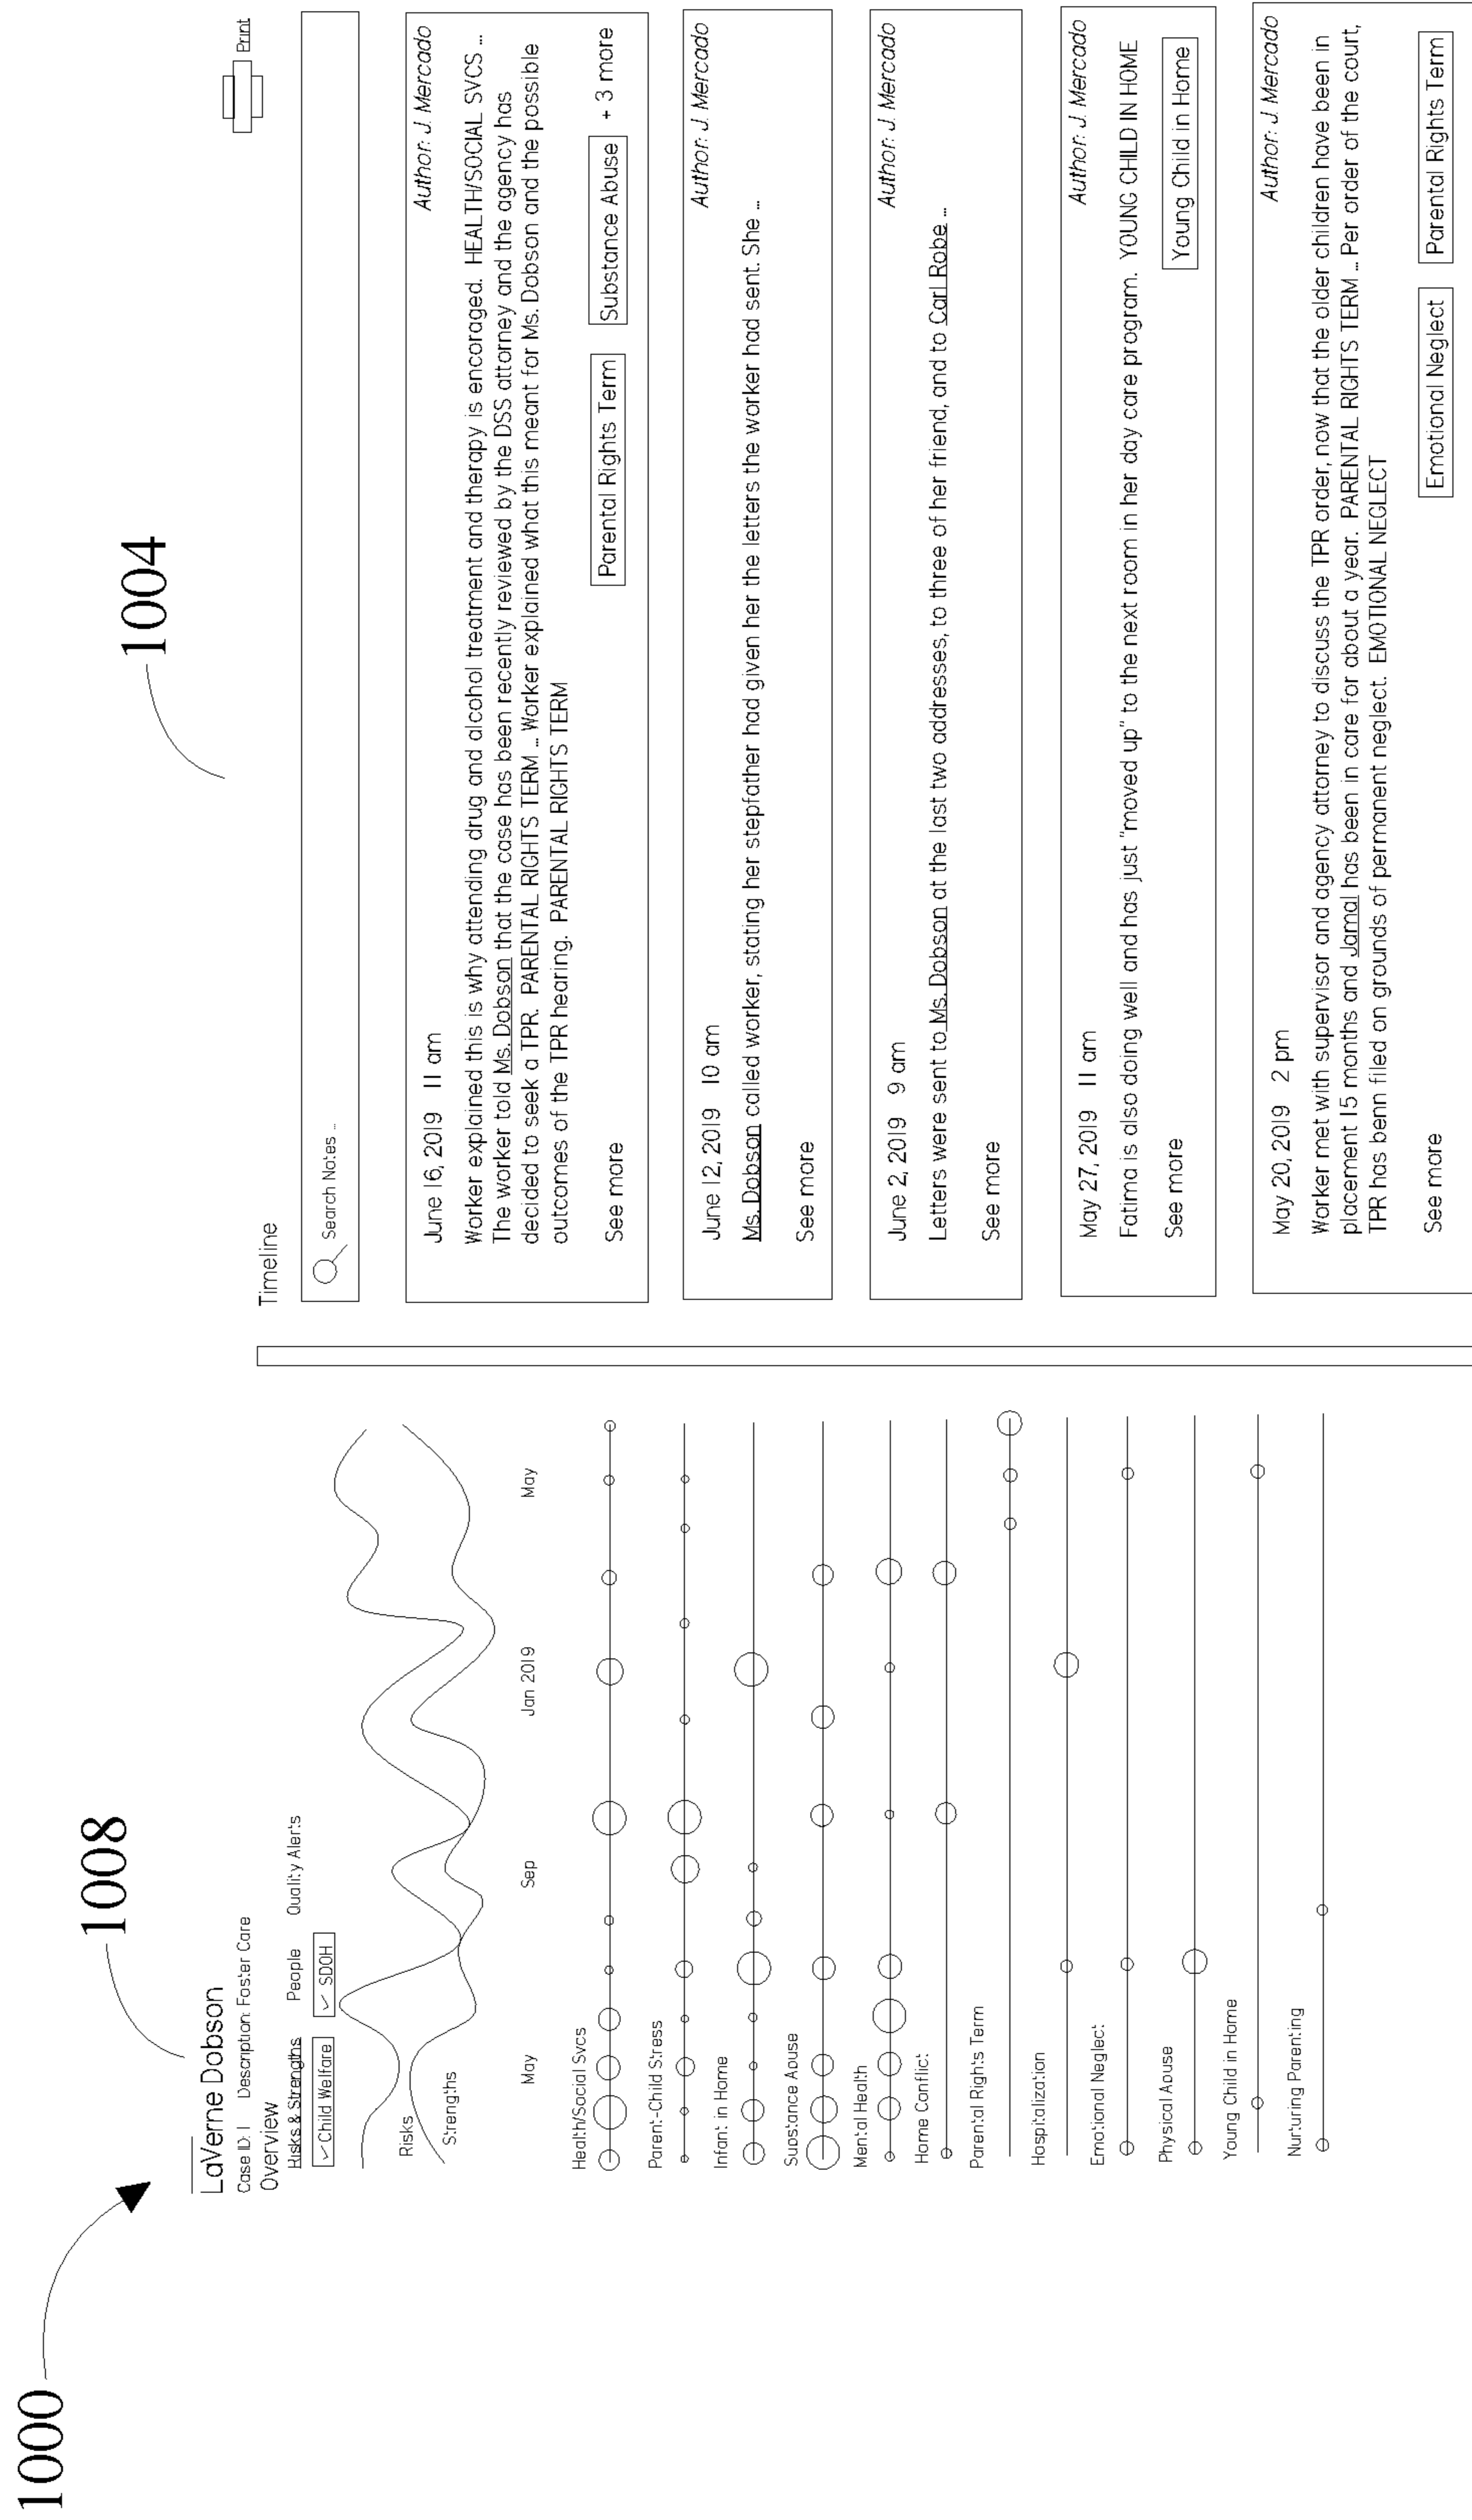 1000
1008
1004
LaVerne Dobson
Case ID: 1 Description: Foster Care
Overview
Risks & Strengths People Quality Alerts
✓ Child Welfare ✓ SDOH
Risks
Strengths
May Sep Jan 2019 May
Health/Social Svcs
Parent-Child Stress
Infant in Home
Substance Abuse
Mental Health
Home Conflict
Parental Rights Term
Hospitalization
Emotional Neglect
Physical Abuse
Young Child in Home
Nurturing Parenting
Timeline
Print
Search Notes ...
June 16, 2019 11 am Author: J. Mercado
Worker explained this is why attending drug and alcohol treatment and therapy is encoraged. HEALTH/SOCIAL SVCS ...
The worker told Ms. Dobson that the case has been recently reviewed by the DSS attorney and the agency has
decided to seek a TPR. PARENTAL RIGHTS TERM ... Worker explained what this meant for Ms. Dobson and the possible
outcomes of the TPR hearing. PARENTAL RIGHTS TERM
See more Parental Rights Term Substance Abuse + 3 more
June 12, 2019 10 am Author: J. Mercado
Ms. Dobson called worker, stating her stepfather had given her the letters the worker had sent. She ...
See more
June 2, 2019 9 am Author: J. Mercado
Letters were sent to Ms. Dobson at the last two addresses, to three of her friend, and to Carl Robe ...
See more
May 27, 2019 11 am Author: J. Mercado
Fatima is also doing well and has just "moved up" to the next room in her day care program. YOUNG CHILD IN HOME
See more Young Child in Home
May 20, 2019 2 pm Author: J. Mercado
Worker met with supervisor and agency attorney to discuss the TPR order, now that the older children have been in
placement 15 months and Jamal has been in care for about a year. PARENTAL RIGHTS TERM ... Per order of the court,
TPR has benn filed on grounds of permanent neglect. EMOTIONAL NEGLECT
See more Emotional Neglect Parental Rights Term